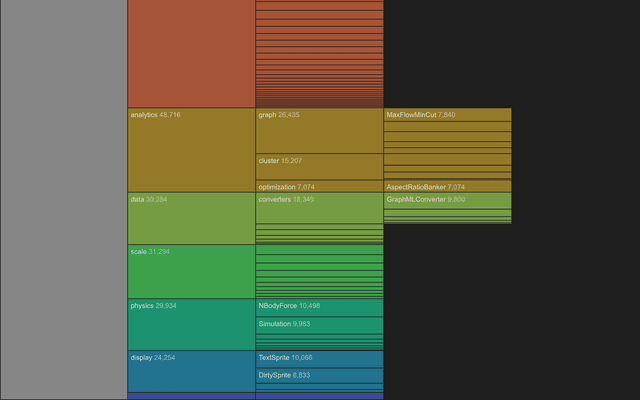 analytics 48,716
graph 26,435
MaxFlowMinCut 7,840
cluster 15,207
optimization 7,074
AspectRatioBanker 7,074
data 30,284
converters 18,349
GraphMLConverter 9,800
scale 31,294
physics 29,934
NBodyForce 10,498
Simulation 9,983
display 24,254
TextSprite 10,066
DirtySprite 8,833